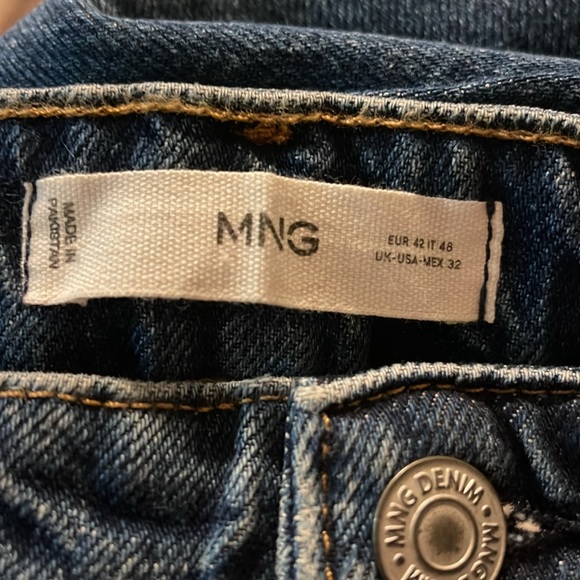 MADE IN
PAKISTAN
MNG
EUR 42 IT 48
UK-USA-MEX 32
• MNG DENIM • MNG